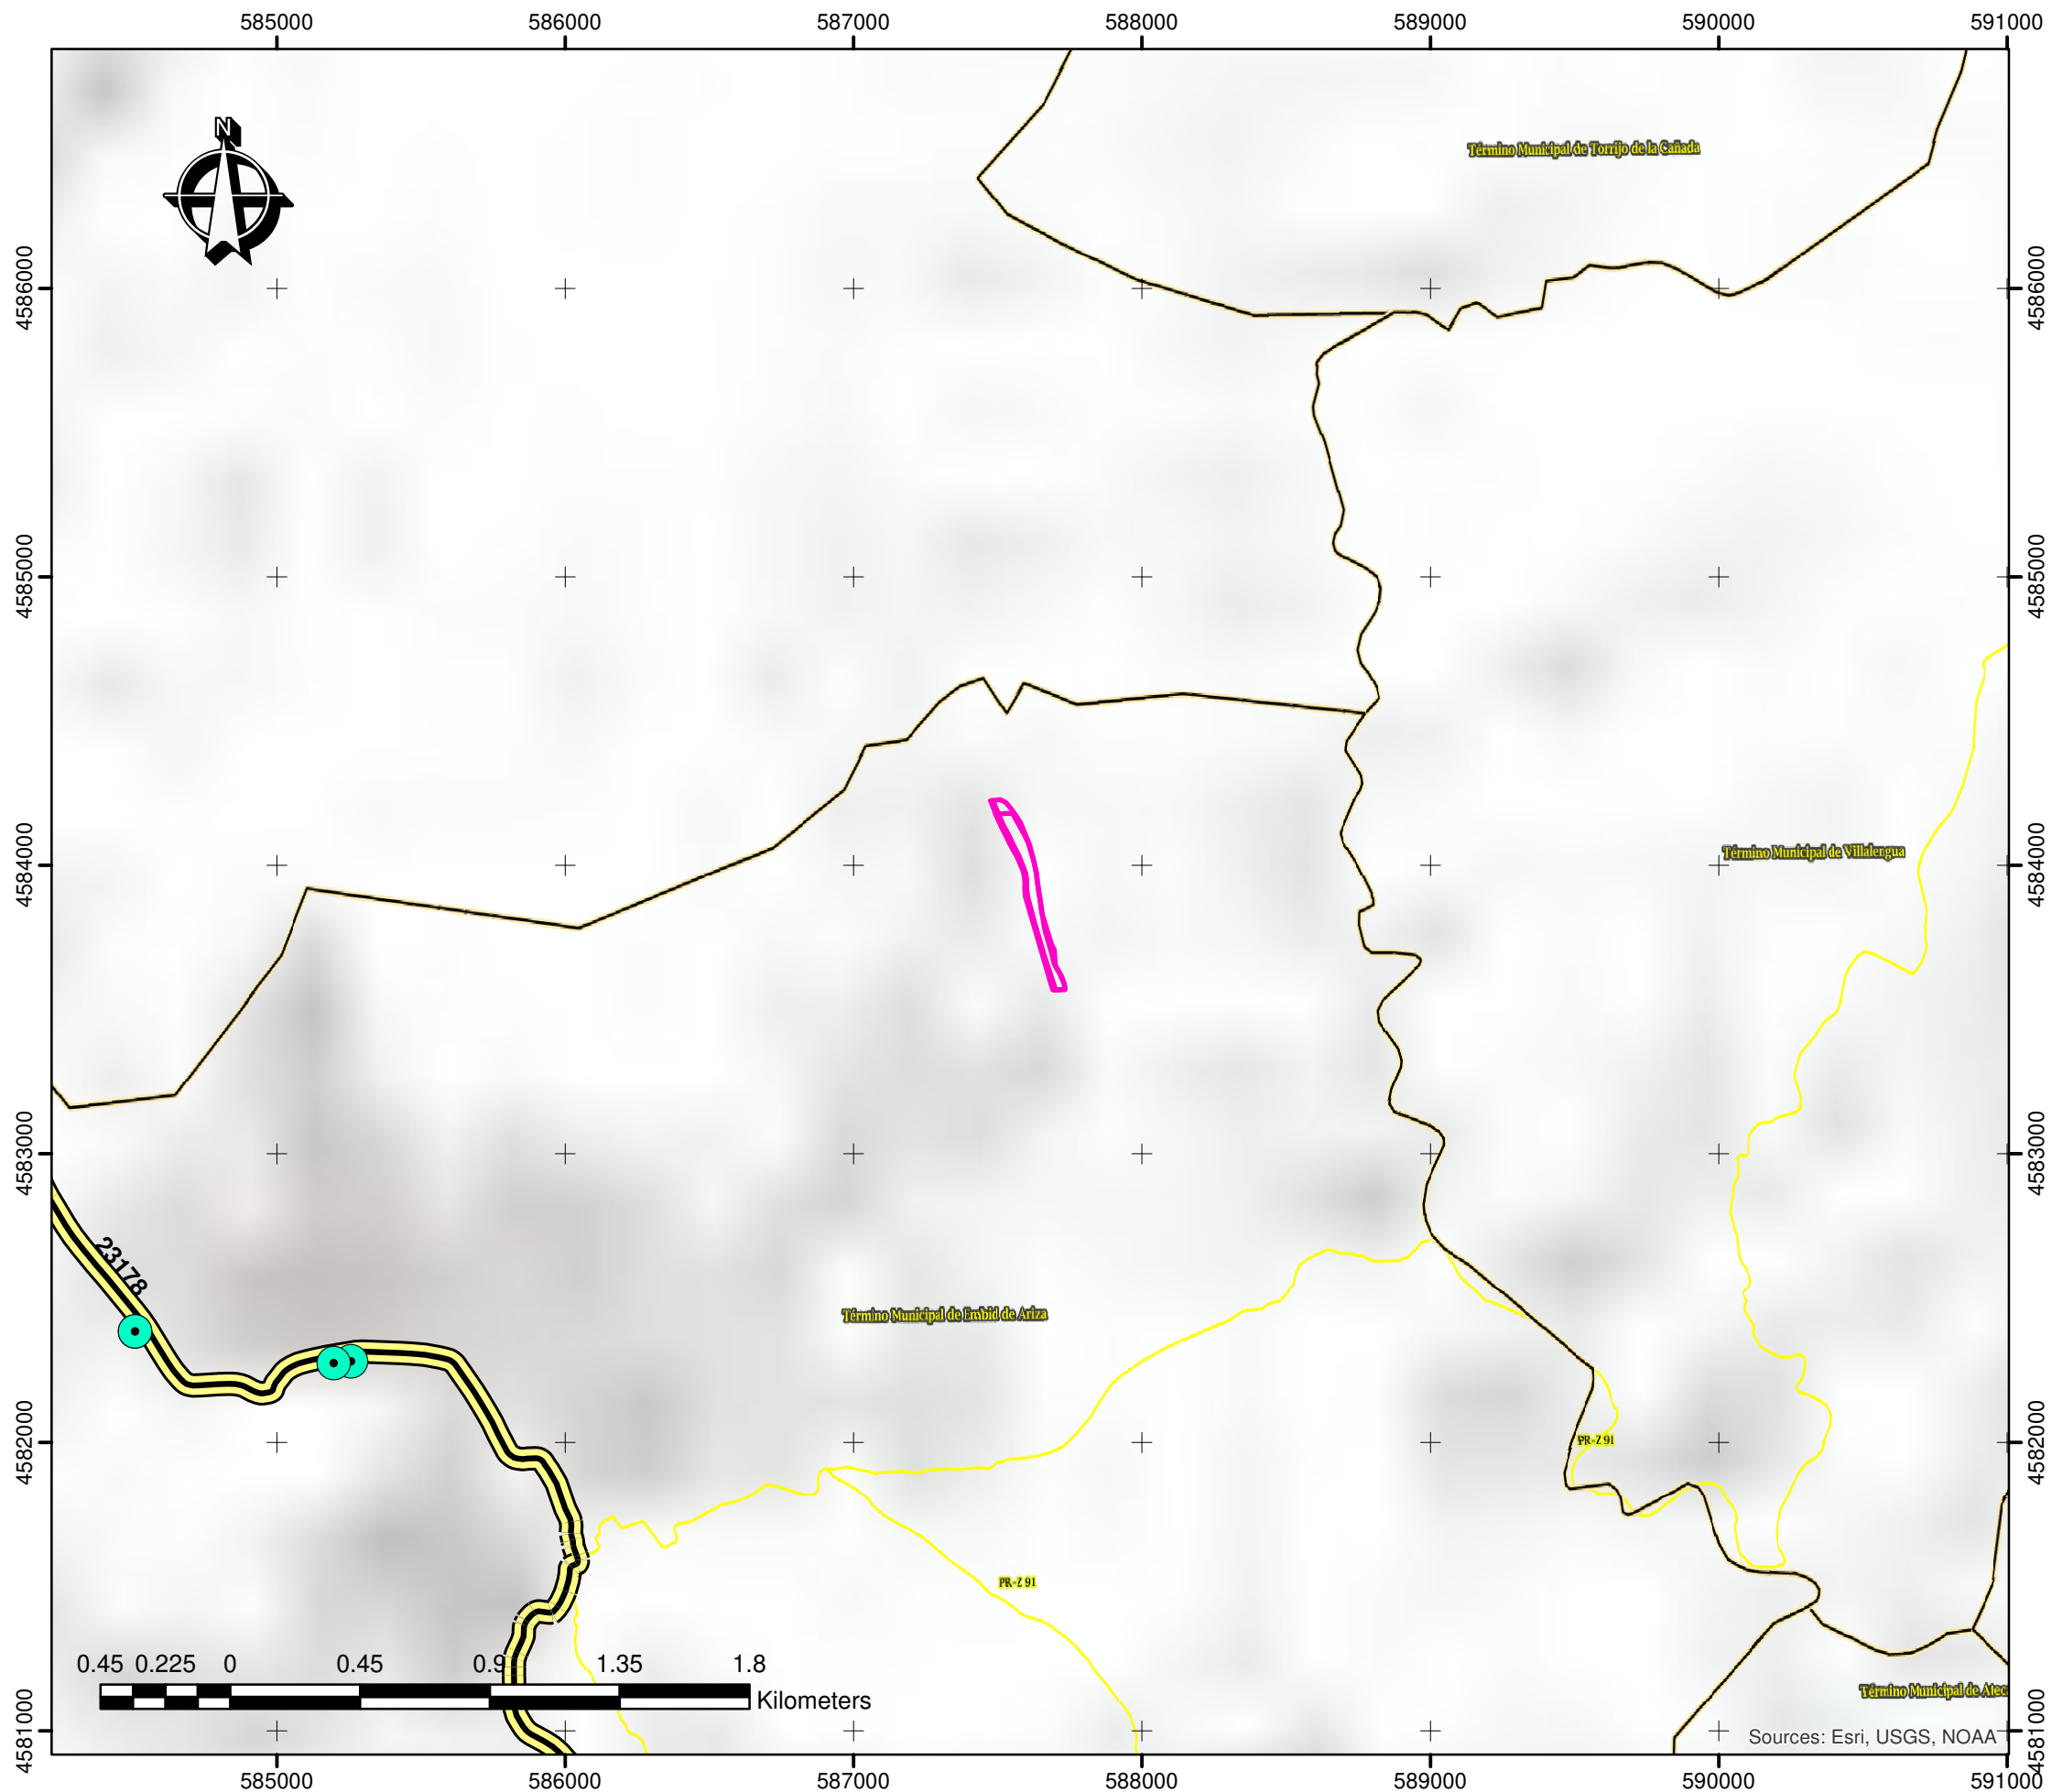 585000 586000 587000 588000 589000 590000 591000
N
Término Municipal de Torrijo de la Cañada
4586000 4586000
4585000 4585000
4584000 4584000
Término Municipal de Villalengua
4583000 4583000
23178
Término Municipal de Embid de Ariza
4582000 4582000
PR-Z 91
PR-Z 91
0.45 0.225 0 0.45 0.9 1.35 1.8
Kilometers
Término Municipal de Atec
4581000 4581000
Sources: Esri, USGS, NOAA
585000 586000 587000 588000 589000 590000 591000